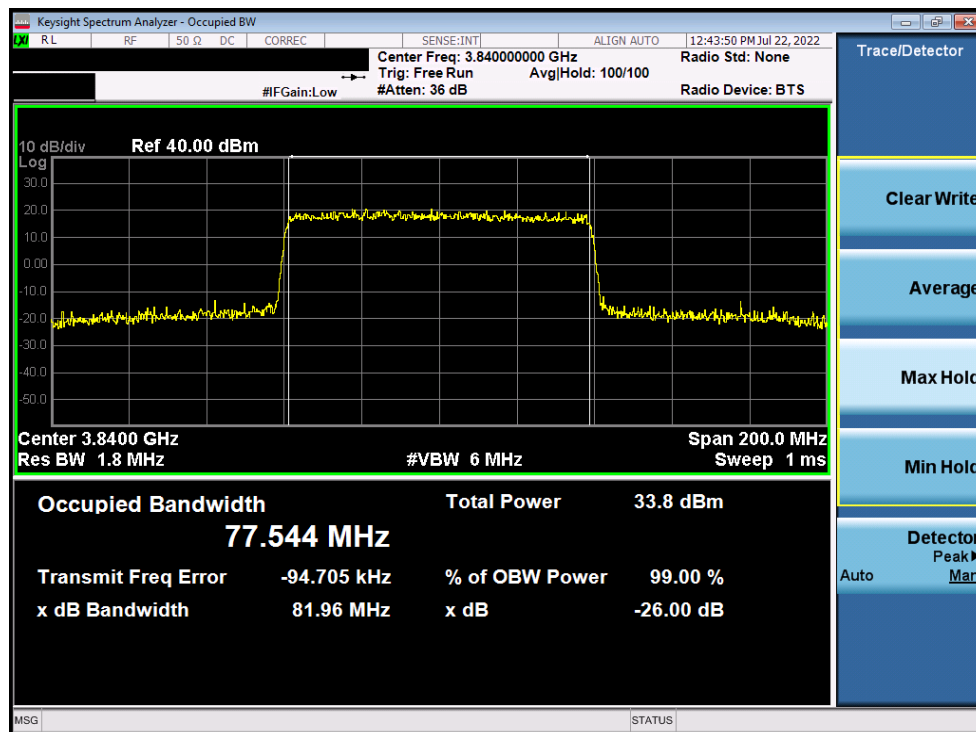 Keysight Spectrum Analyzer - Occupied BW
LXI RL RF 50 Ω DC CORREC SENSE:INT ALIGN AUTO 12:43:50 PM Jul 22, 2022
Center Freq: 3.840000000 GHz Radio Std: None
Trig: Free Run Avg|Hold: 100/100
#IFGain:Low #Atten: 36 dB Radio Device: BTS
10 dB/div Ref 40.00 dBm
Log
30.0
20.0
10.0
0.00
-10.0
-20.0
-30.0
-40.0
-50.0
Center 3.8400 GHz Span 200.0 MHz
Res BW 1.8 MHz #VBW 6 MHz Sweep 1 ms
Occupied Bandwidth Total Power 33.8 dBm
77.544 MHz
Transmit Freq Error -94.705 kHz % of OBW Power 99.00 %
x dB Bandwidth 81.96 MHz x dB -26.00 dB
MSG STATUS
Trace/Detector
Clear Write
Average
Max Hold
Min Hold
Detector
Peak
Auto Man